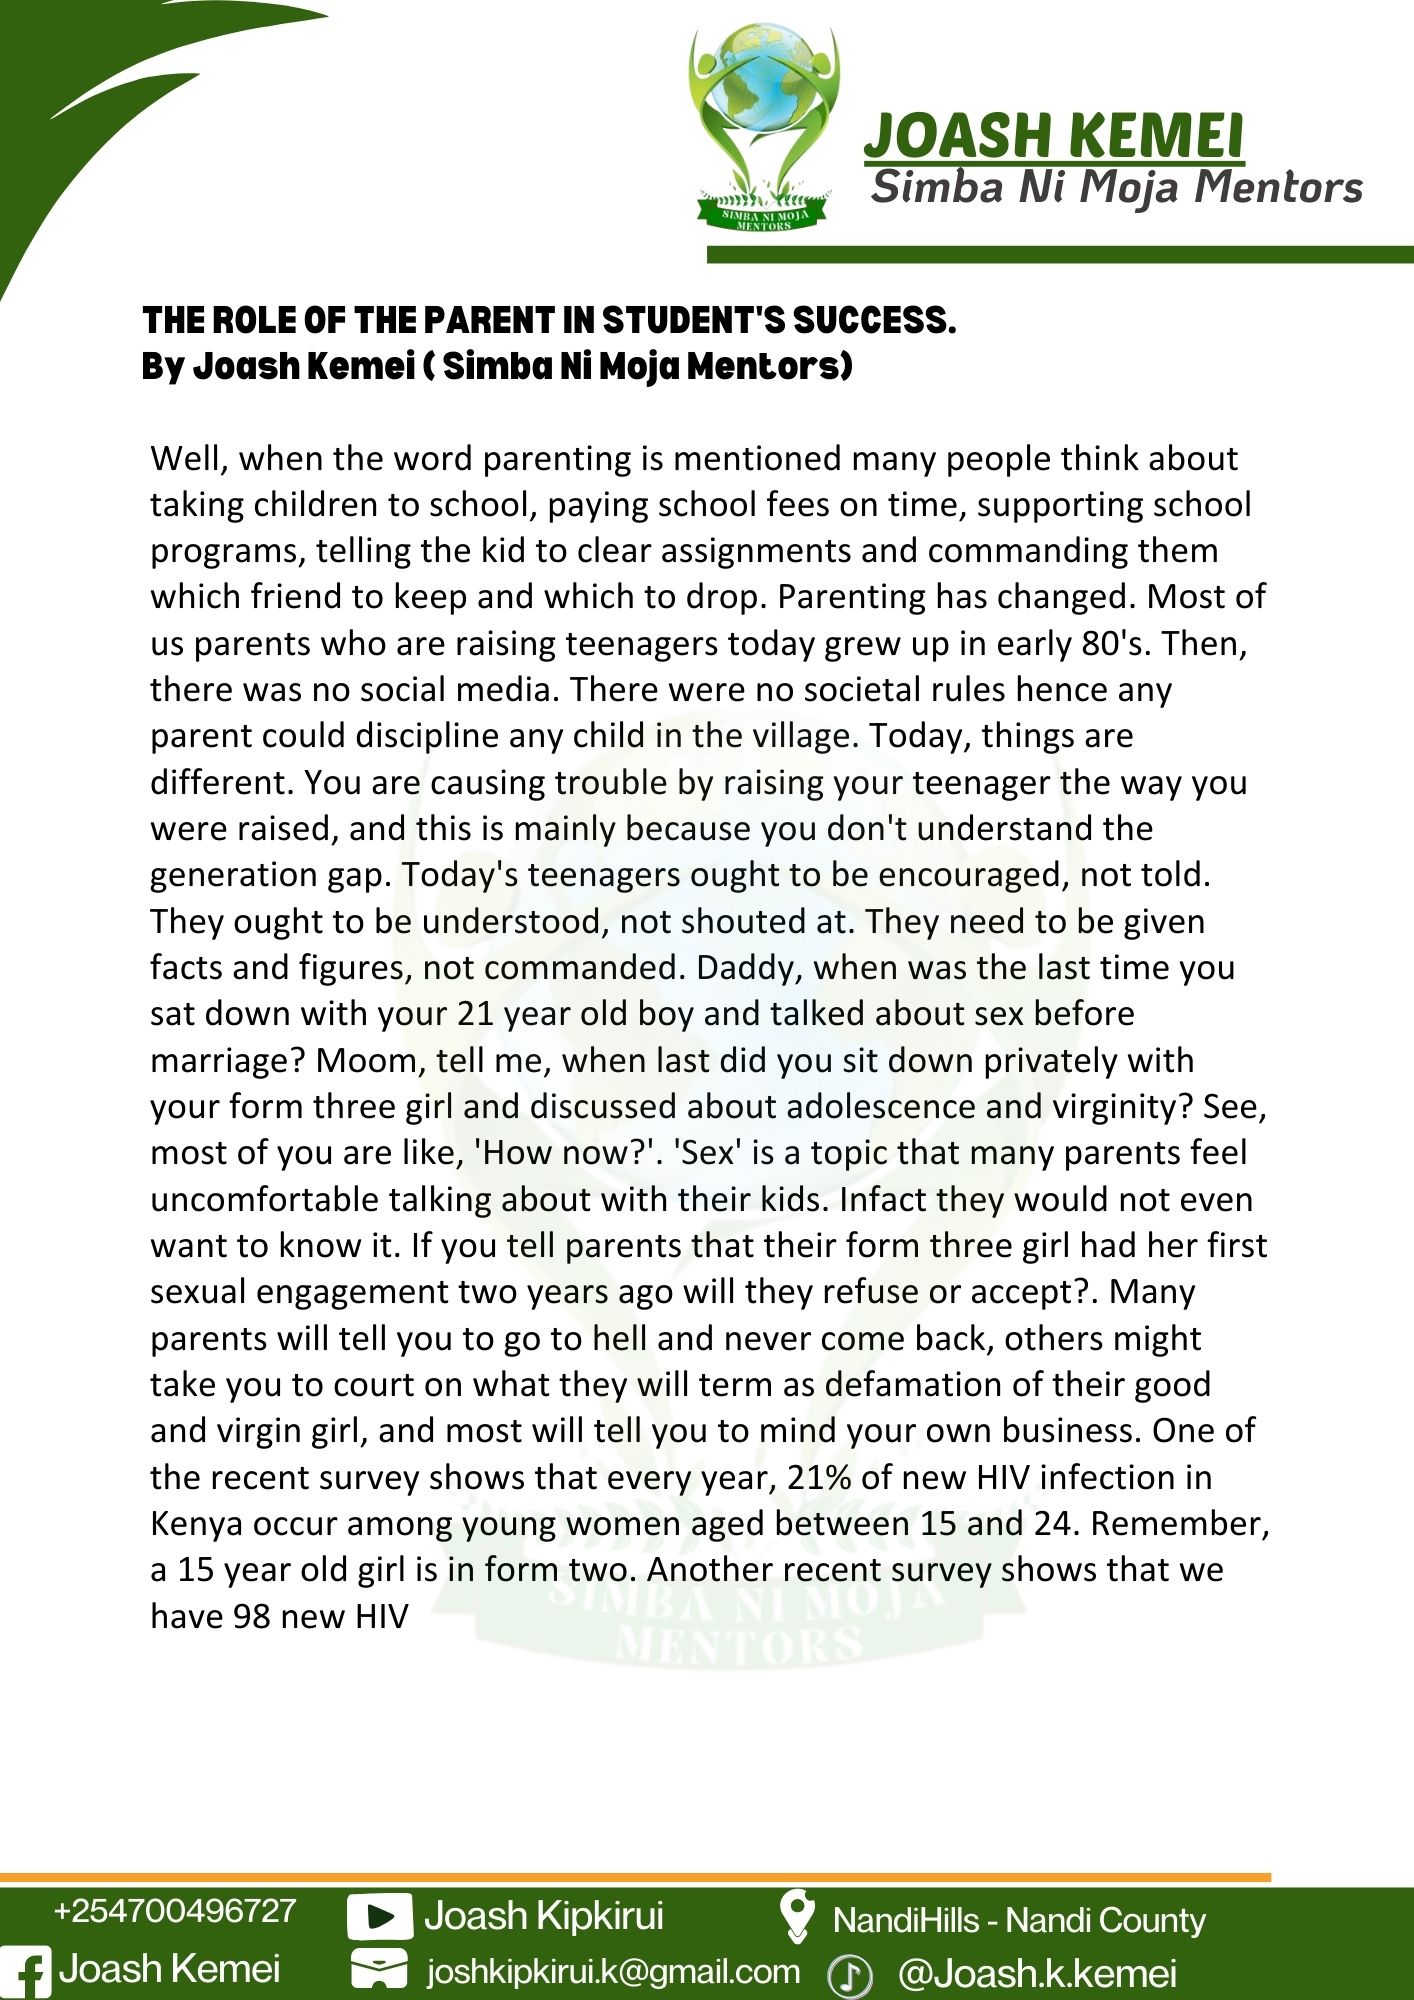 JOASH KEMEI
Simba Ni Moja Mentors
SIMBA NI MOJA
MENTORS
THE ROLE OF THE PARENT IN STUDENT'S SUCCESS.
By Joash Kemei ( Simba Ni Moja Mentors)
Well, when the word parenting is mentioned many people think about
taking children to school, paying school fees on time, supporting school
programs, telling the kid to clear assignments and commanding them
which friend to keep and which to drop. Parenting has changed. Most of
us parents who are raising teenagers today grew up in early 80's. Then,
there was no social media. There were no societal rules hence any
parent could discipline any child in the village. Today, things are
different. You are causing trouble by raising your teenager the way you
were raised, and this is mainly because you don't understand the
generation gap. Today's teenagers ought to be encouraged, not told.
They ought to be understood, not shouted at. They need to be given
facts and figures, not commanded. Daddy, when was the last time you
sat down with your 21 year old boy and talked about sex before
marriage? Moom, tell me, when last did you sit down privately with
your form three girl and discussed about adolescence and virginity? See,
most of you are like, 'How now?'. 'Sex' is a topic that many parents feel
uncomfortable talking about with their kids. Infact they would not even
want to know it. If you tell parents that their form three girl had her first
sexual engagement two years ago will they refuse or accept?. Many
parents will tell you to go to hell and never come back, others might
take you to court on what they will term as defamation of their good
and virgin girl, and most will tell you to mind your own business. One of
the recent survey shows that every year, 21% of new HIV infection in
Kenya occur among young women aged between 15 and 24. Remember,
a 15 year old girl is in form two. Another recent survey shows that we
have 98 new HIV
SIMBA NI MOJA
MENTORS
+254700496727
Joash Kipkirui
NandiHills - Nandi County
Joash Kemei
joshkipkirui.k@gmail.com
@Joash.k.kemei